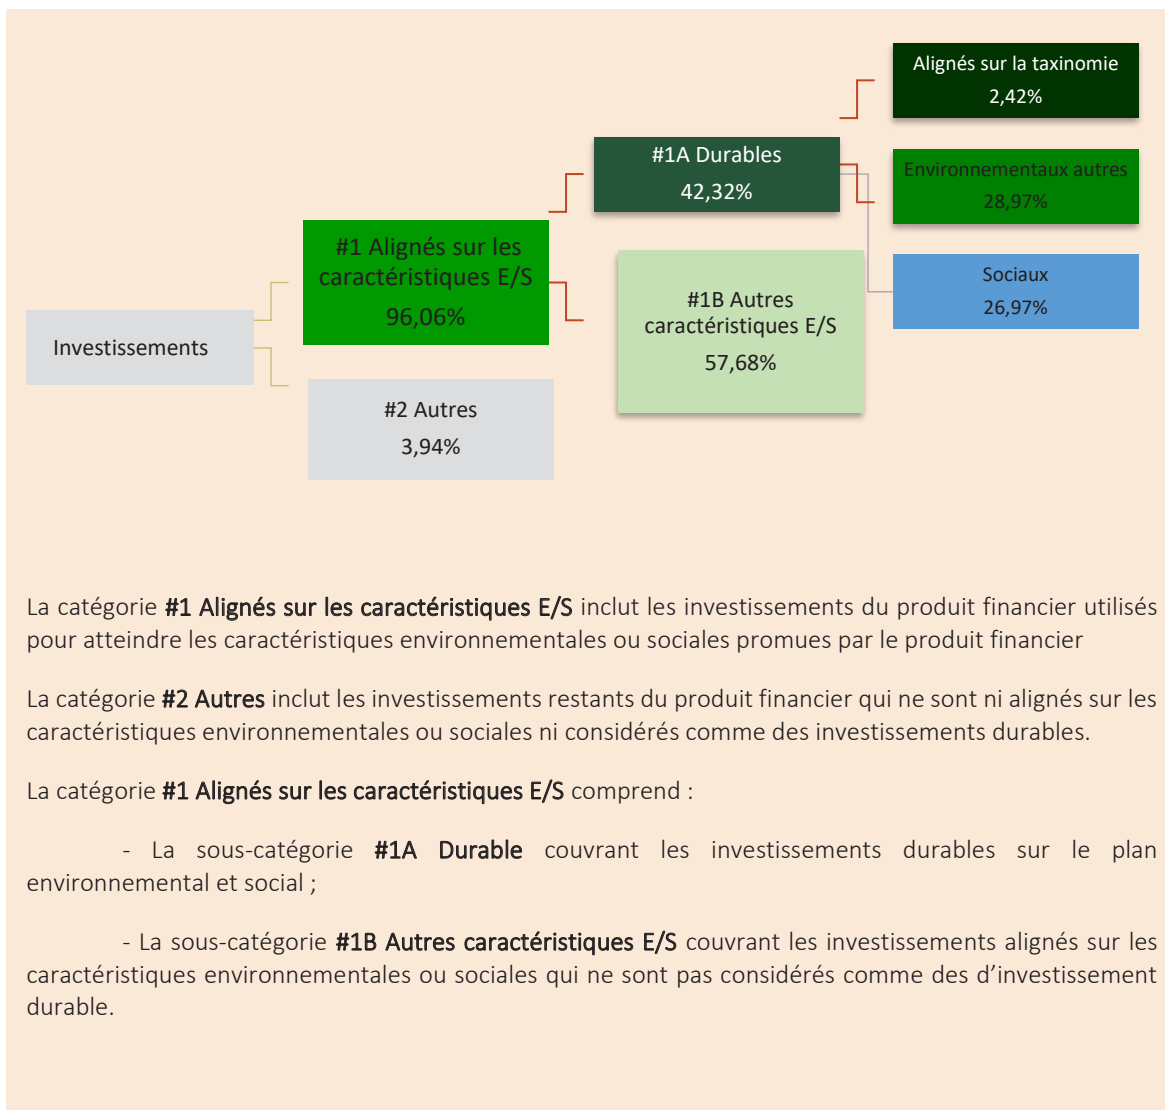 Alignés sur la taxinomie
2,42%
#1A Durables
42,32%
Environnementaux autres
28,97%
#1 Alignés sur les
caractéristiques E/S
96,06%
Sociaux
26,97%
#1B Autres
caractéristiques E/S
57,68%
Investissements
#2 Autres
3,94%
La catégorie #1 Alignés sur les caractéristiques E/S inclut les investissements du produit financier utilisés
pour atteindre les caractéristiques environnementales ou sociales promues par le produit financier
La catégorie #2 Autres inclut les investissements restants du produit financier qui ne sont ni alignés sur les
caractéristiques environnementales ou sociales ni considérés comme des investissements durables.
La catégorie #1 Alignés sur les caractéristiques E/S comprend :
- La sous-catégorie #1A Durable couvrant les investissements durables sur le plan
environnemental et social ;
- La sous-catégorie #1B Autres caractéristiques E/S couvrant les investissements alignés sur les
caractéristiques environnementales ou sociales qui ne sont pas considérés comme des d’investissement
durable.